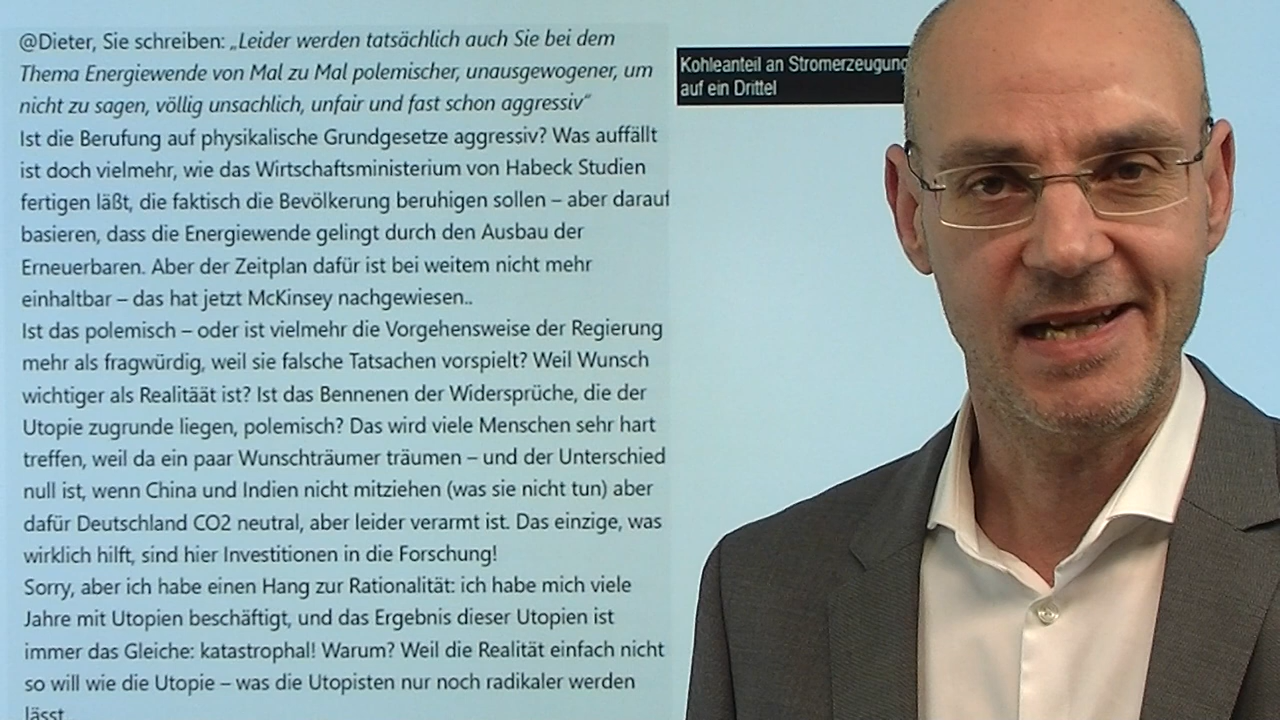 @Dieter, Sie schreiben: „Leider werden tatsächlich auch Sie bei dem
Thema Energiewende von Mal zu Mal polemischer, unausgewogener, um
nicht zu sagen, völlig unsachlich, unfair und fast schon aggressiv“
Ist die Berufung auf physikalische Grundgesetze aggressiv? Was auffällt
ist doch vielmehr, wie das Wirtschaftsministerium von Habeck Studien
fertigen läßt, die faktisch die Bevölkerung beruhigen sollen – aber darauf
basieren, dass die Energiewende gelingt durch den Ausbau der
Erneuerbaren. Aber der Zeitplan dafür ist bei weitem nicht mehr
einhaltbar – das hat jetzt McKinsey nachgewiesen..
Ist das polemisch – oder ist vielmehr die Vorgehensweise der Regierung
mehr als fragwürdig, weil sie falsche Tatsachen vorspielt? Weil Wunsch
wichtiger als Realitäät ist? Ist das Bennenen der Widersprüche, die der
Utopie zugrunde liegen, polemisch? Das wird viele Menschen sehr hart
treffen, weil da ein paar Wunschträumer träumen – und der Unterschied
null ist, wenn China und Indien nicht mitziehen (was sie nicht tun) aber
dafür Deutschland CO2 neutral, aber leider verarmt ist. Das einzige, was
wirklich hilft, sind hier Investitionen in die Forschung!
Sorry, aber ich habe einen Hang zur Rationalität: ich habe mich viele
Jahre mit Utopien beschäftigt, und das Ergebnis dieser Utopien ist
immer das Gleiche: katastrophal! Warum? Weil die Realität einfach nicht
so will wie die Utopie – was die Utopisten nur noch radikaler werden
lässt.
Kohleanteil an Stromerzeugung
auf ein Drittel